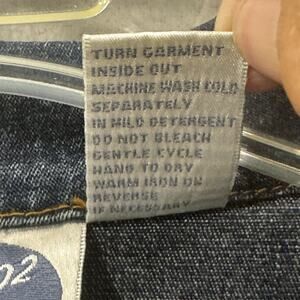 TURN GARMENT
INSIDE OUT
MACHINE WASH COLD
SEPARATELY
IN MILD DETERGENT
DO NOT BLEACH
GENTLE CYCLE
HANG TO DRY
WARM IRON ON
REVERSE
IF NECESSARY
02